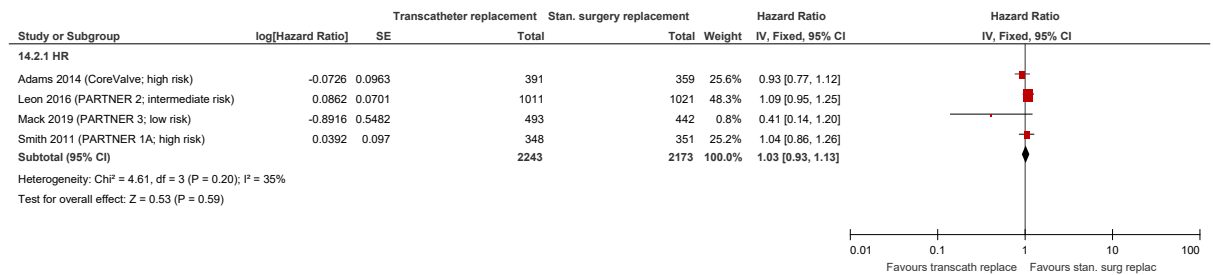 Transcatheter replacement Stan. surgery replacement Hazard Ratio Hazard Ratio
Study or Subgroup log[Hazard Ratio] SE Total Total Weight IV, Fixed, 95% CI IV, Fixed, 95% CI
14.2.1 HR
Adams 2014 (CoreValve; high risk) -0.0726 0.0963 391 359 25.6% 0.93 [0.77, 1.12]
Leon 2016 (PARTNER 2; intermediate risk) 0.0862 0.0701 1011 1021 48.3% 1.09 [0.95, 1.25]
Mack 2019 (PARTNER 3; low risk) -0.8916 0.5482 493 442 0.8% 0.41 [0.14, 1.20]
Smith 2011 (PARTNER 1A; high risk) 0.0392 0.097 348 351 25.2% 1.04 [0.86, 1.26]
Subtotal (95% CI) 2243 2173 100.0% 1.03 [0.93, 1.13]
Heterogeneity: Chi² = 4.61, df = 3 (P = 0.20); I² = 35%
Test for overall effect: Z = 0.53 (P = 0.59)
0.01 0.1 1 10 100
Favours transcath replace Favours stan. surg replac